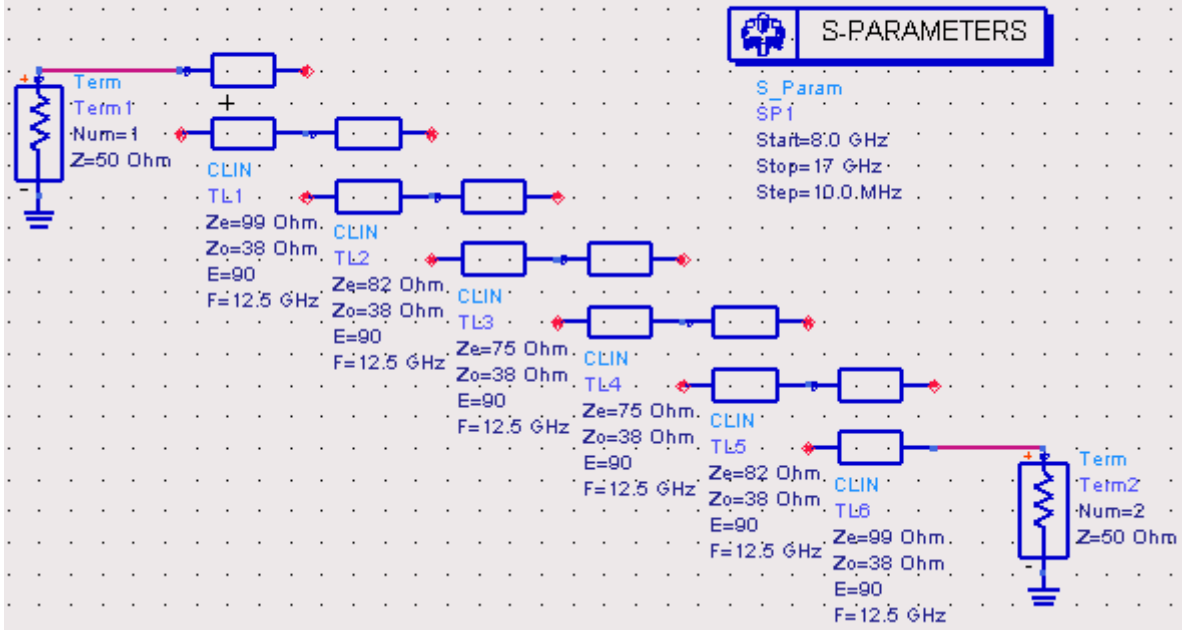 S-PARAMETERS
S_Param
SP1
Start=8.0 GHz
Stop=17 GHz
Step=10.0 MHz
+
Term
Term1
Num=1
Z=50 Ohm
-
+
CLIN
TL1
Ze=99 Ohm
Zo=38 Ohm
E=90
F=12.5 GHz
CLIN
TL2
Ze=82 Ohm
Zo=38 Ohm
E=90
F=12.5 GHz
CLIN
TL3
Ze=75 Ohm
Zo=38 Ohm
E=90
F=12.5 GHz
CLIN
TL4
Ze=75 Ohm
Zo=38 Ohm
E=90
F=12.5 GHz
CLIN
TL5
Ze=82 Ohm
Zo=38 Ohm
E=90
F=12.5 GHz
CLIN
TL6
Ze=99 Ohm
Zo=38 Ohm
E=90
F=12.5 GHz
+
Term
Term2
Num=2
Z=50 Ohm
-